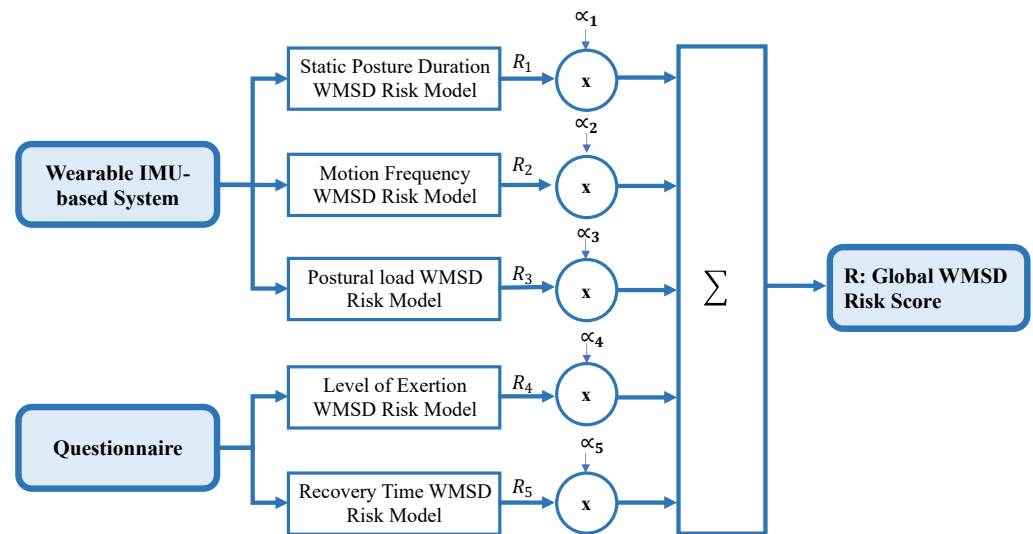 ∝₁
Static Posture Duration
WMSD Risk Model
R₁
x
∝₂
Wearable IMU-
based System
Motion Frequency
WMSD Risk Model
R₂
x
∝₃
Postural load WMSD
Risk Model
R₃
x
∑
R: Global WMSD
Risk Score
∝₄
Level of Exertion
WMSD Risk Model
R₄
x
Questionnaire
∝₅
Recovery Time WMSD
Risk Model
R₅
x